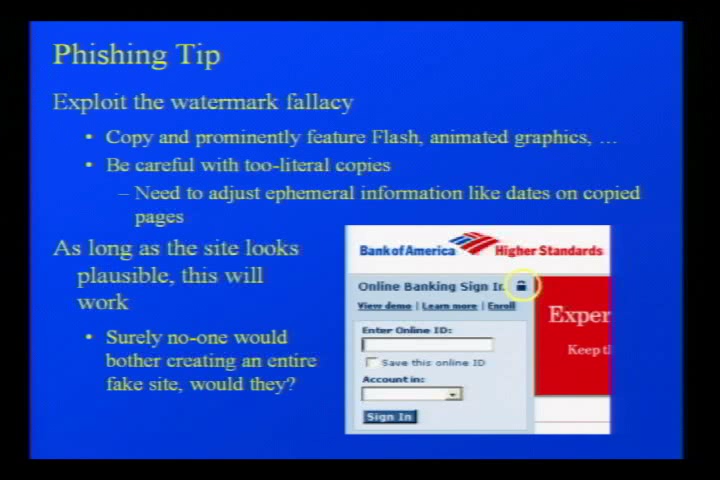 Phishing Tip
Exploit the watermark fallacy
• Copy and prominently feature Flash, animated graphics, …
• Be careful with too-literal copies
– Need to adjust ephemeral information like dates on copied
pages
As long as the site looks
plausible, this will
work
• Surely no-one would
bother creating an entire
fake site, would they?
Bank of America Higher Standards
Online Banking Sign In
View demo | Learn more | Enroll
Enter Online ID:
Save this online ID
Account in:
Sign In
Exper
Keep th